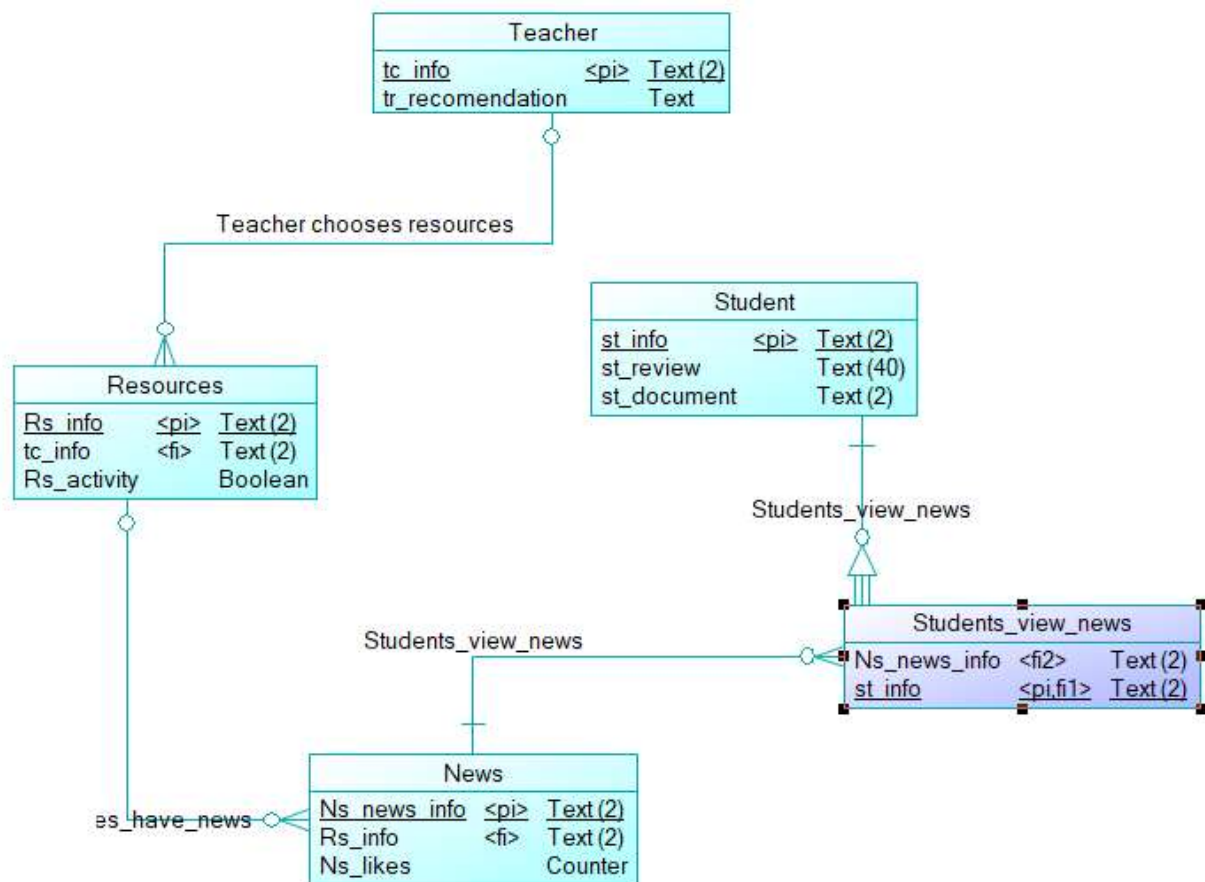 Teacher
tc_info <pi> Text (2)
tr_recomendation Text
Teacher chooses resources
Student
st_info <pi> Text (2)
st_review Text (40)
st_document Text (2)
Resources
Rs_info <pi> Text (2)
tc_info <fi> Text (2)
Rs_activity Boolean
Students_view_news
Students_view_news
Ns_news_info <fi2> Text (2)
st_info <pi,fi1> Text (2)
Students_view_news
News
Ns_news_info <pi> Text (2)
Rs_info <fi> Text (2)
Ns_likes Counter
es_have_news